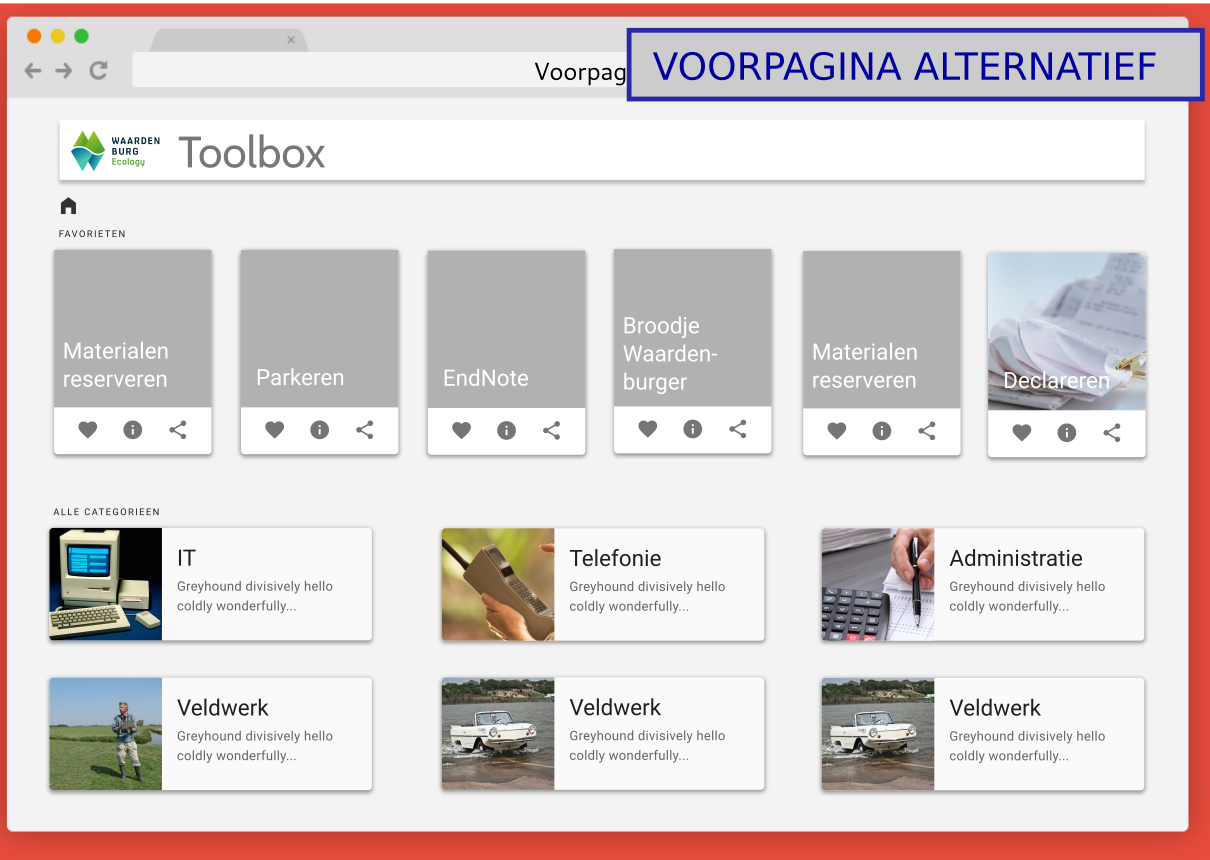 Voorpag
VOORPAGINA ALTERNATIEF
WAARDEN
BURG
Ecology
Toolbox
FAVORIETEN
Materialen
reserveren
Parkeren
EndNote
Broodje
Waarden-
burger
Materialen
reserveren
Declareren
ALLE CATEGORIEEN
IT
Greyhound divisively hello
coldly wonderfully...
Telefonie
Greyhound divisively hello
coldly wonderfully...
Administratie
Greyhound divisively hello
coldly wonderfully...
Veldwerk
Greyhound divisively hello
coldly wonderfully...
Veldwerk
Greyhound divisively hello
coldly wonderfully...
Veldwerk
Greyhound divisively hello
coldly wonderfully...